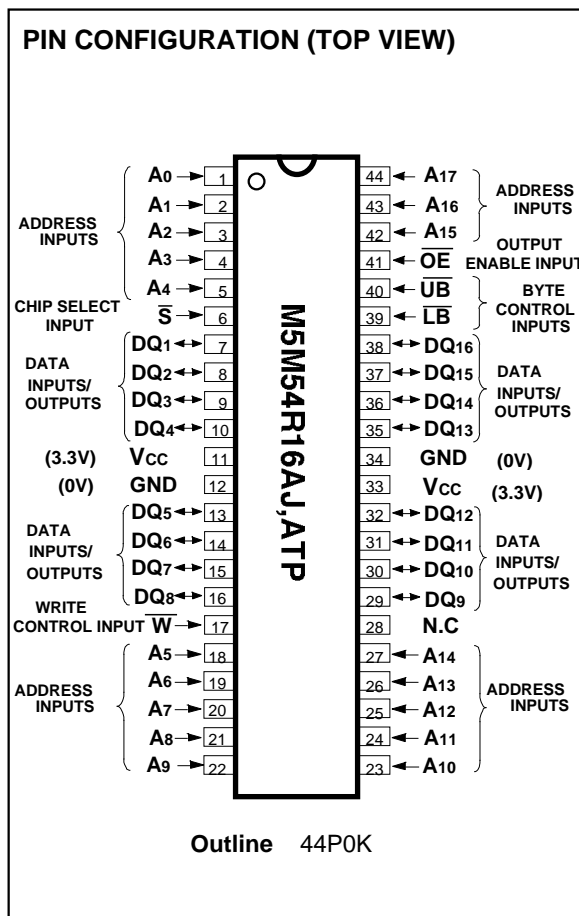 PIN CONFIGURATION (TOP VIEW)
A0 1 44 A17
A1 2 43 A16
A2 3 42 A15
ADDRESS INPUTS
ADDRESS INPUTS
A3 4 41 O̅E̅
OUTPUT ENABLE INPUT
A4 5 40 U̅B̅
CHIP SELECT INPUT
S̅ 6 39 L̅B̅
BYTE CONTROL INPUTS
DQ1 7 38 DQ16
DQ2 8 37 DQ15
DATA INPUTS/ OUTPUTS
DATA INPUTS/ OUTPUTS
DQ3 9 36 DQ14
DQ4 10 35 DQ13
(3.3V) VCC 11 34 GND (0V)
(0V) GND 12 33 VCC (3.3V)
DQ5 13 32 DQ12
DQ6 14 31 DQ11
DATA INPUTS/ OUTPUTS
DATA INPUTS/ OUTPUTS
DQ7 15 30 DQ10
DQ8 16 29 DQ9
WRITE CONTROL INPUT
W̅ 17 28 N.C
A5 18 27 A14
A6 19 26 A13
ADDRESS INPUTS
ADDRESS INPUTS
A7 20 25 A12
A8 21 24 A11
A9 22 23 A10
M5M54R16AJ,ATP
Outline 44P0K